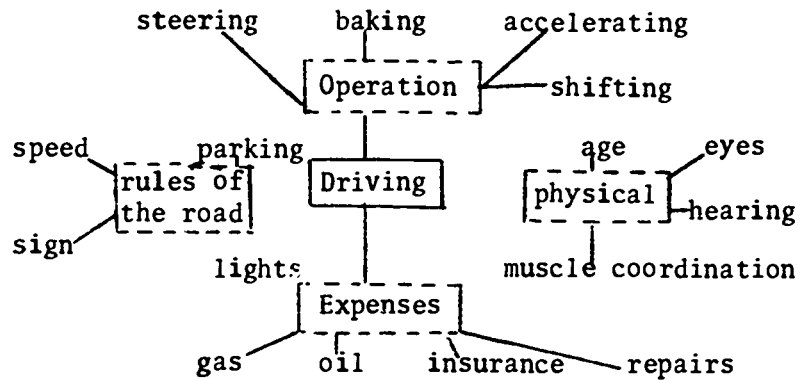 steering baking accelerating
Operation
shifting
speed parking age eyes
rules of
the road
Driving
physical
hearing
sign
lights muscle coordination
Expenses
gas oil insurance repairs